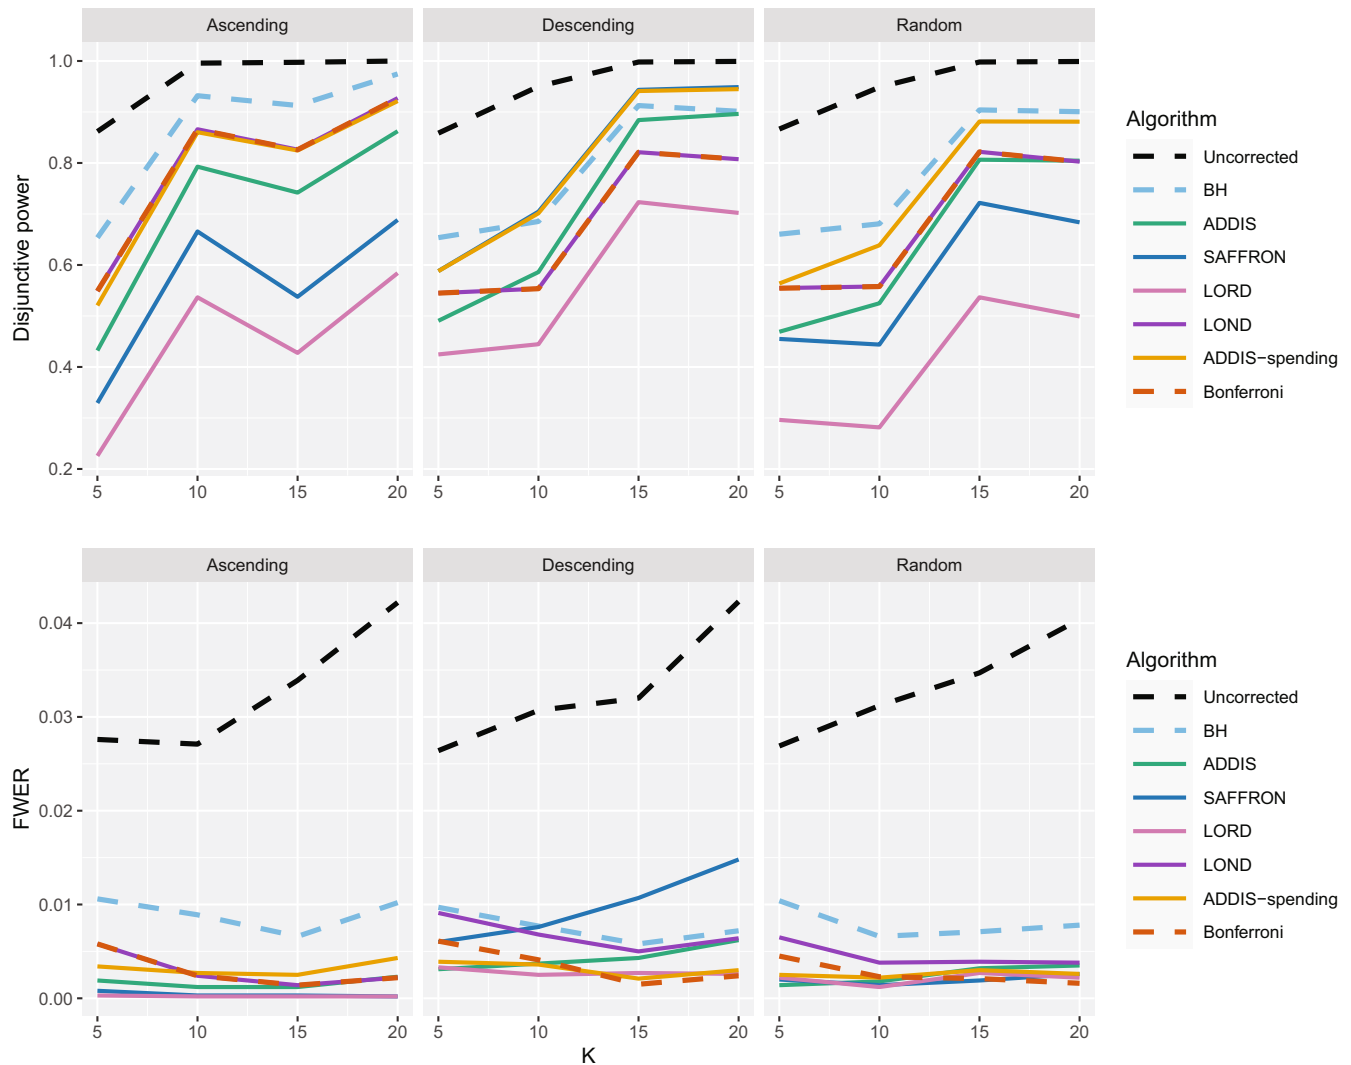 Ascending
Descending
Random
Disjunctive power
1.0
0.8
0.6
0.4
0.2
5 10 15 20
5 10 15 20
5 10 15 20
Algorithm
Uncorrected
BH
ADDIS
SAFFRON
LORD
LOND
ADDIS−spending
Bonferroni
Ascending
Descending
Random
FWER
0.04
0.03
0.02
0.01
0.00
5 10 15 20
5 10 15 20
5 10 15 20
K
Algorithm
Uncorrected
BH
ADDIS
SAFFRON
LORD
LOND
ADDIS−spending
Bonferroni